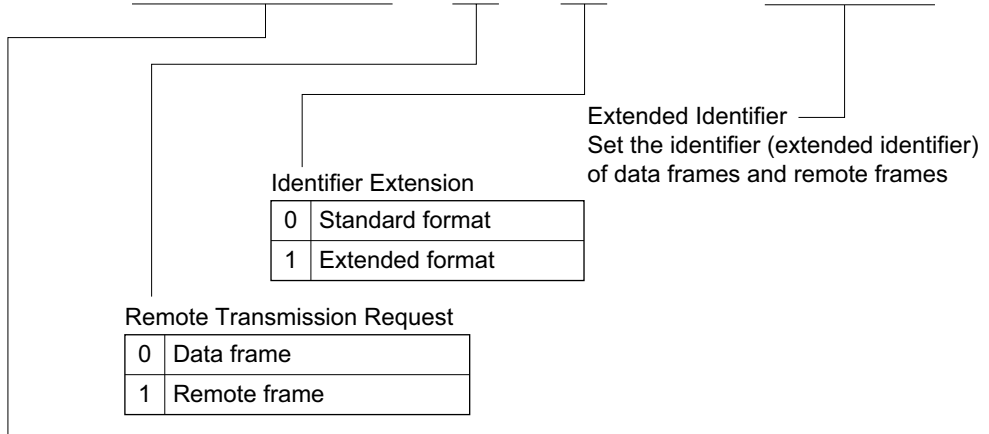 Extended Identifier
Set the identifier (extended identifier)
of data frames and remote frames
Identifier Extension
0 Standard format
1 Extended format
Remote Transmission Request
0 Data frame
1 Remote frame